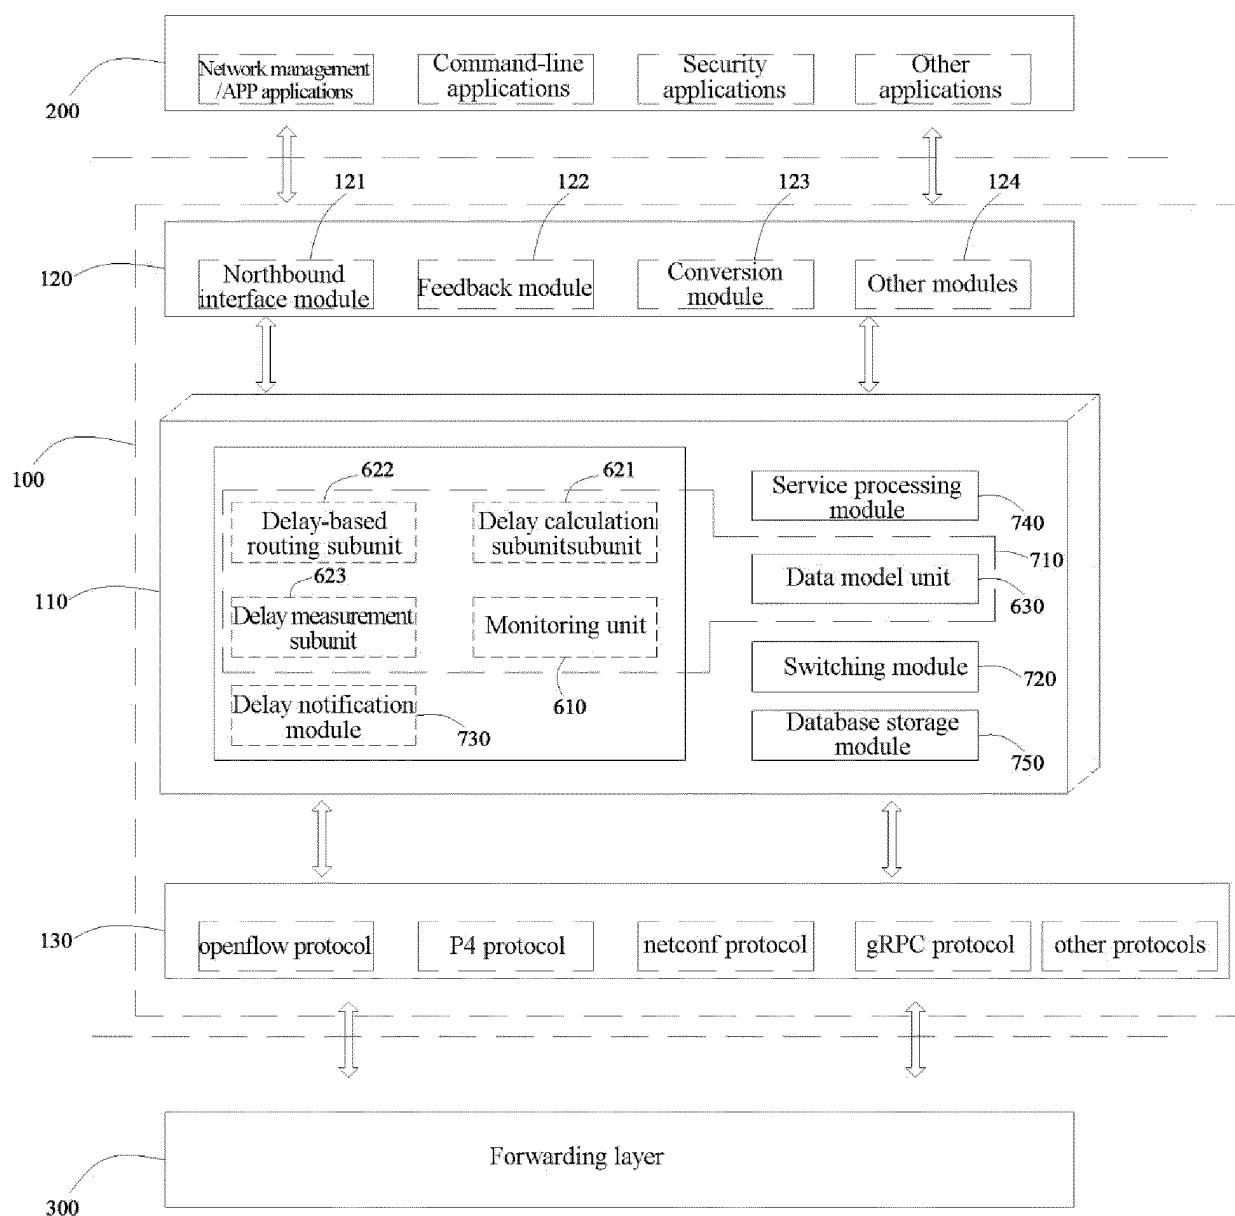 200
Network management
/APP applications
Command-line
applications
Security
applications
Other
applications
121
122
123
124
120
Northbound
interface module
Feedback module
Conversion
module
Other modules
100
110
622
621
Delay-based
routing subunit
Delay calculation
subunitsubunit
Service processing
module
740
710
623
Data model unit
630
Delay measurement
subunit
Monitoring unit
610
Switching module
720
Delay notification
module
730
Database storage
module
750
130
openflow protocol
P4 protocol
netconf protocol
gRPC protocol
other protocols
Forwarding layer
300